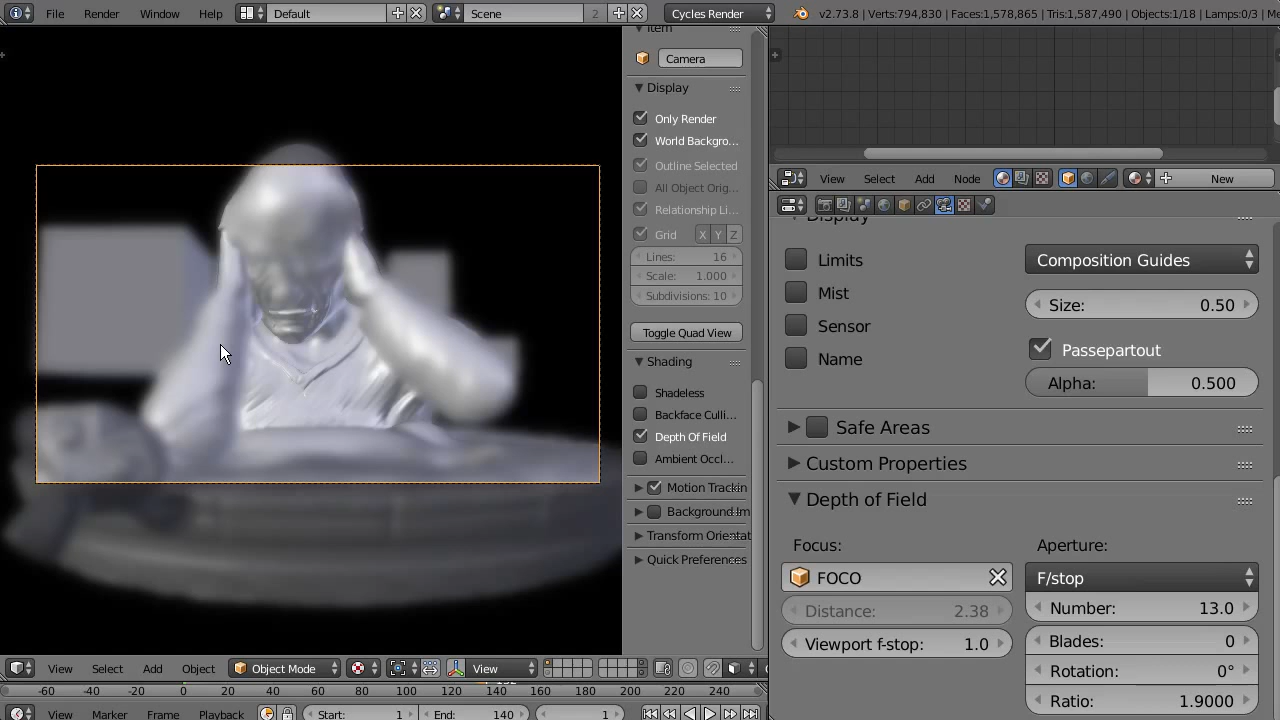 File Render Window Help Default Scene 2 Cycles Render v2.73.8 | Verts:794,830 | Faces:1,578,865 | Tris:1,587,490 | Objects:1/18 | Lamps:0/3 | Me
Item
Camera
Display
Only Render
World Backgro...
Outline Selected
All Object Orig...
Relationship Li...
Grid X Y Z
Lines: 16
Scale: 1.000
Subdivisions: 10
Toggle Quad View
Shading
Shadeless
Backface Culli...
Depth Of Field
Ambient Occl...
Motion Trackin
Background Im
Transform Orientat
Quick Preferences
View Select Add Object Object Mode View
-60 -40 -20 0 20 40 60 80 100 120 140 160 180 200 220 240
View Marker Frame Playback Start: 1 End: 140 1
View Select Add Node New
Display
Limits
Mist
Sensor
Name
Composition Guides
Size: 0.50
Passepartout
Alpha: 0.500
Safe Areas
Custom Properties
Depth of Field
Focus:
FOCO
Distance: 2.38
Viewport f-stop: 1.0
Aperture:
F/stop
Number: 13.0
Blades: 0
Rotation: 0°
Ratio: 1.9000